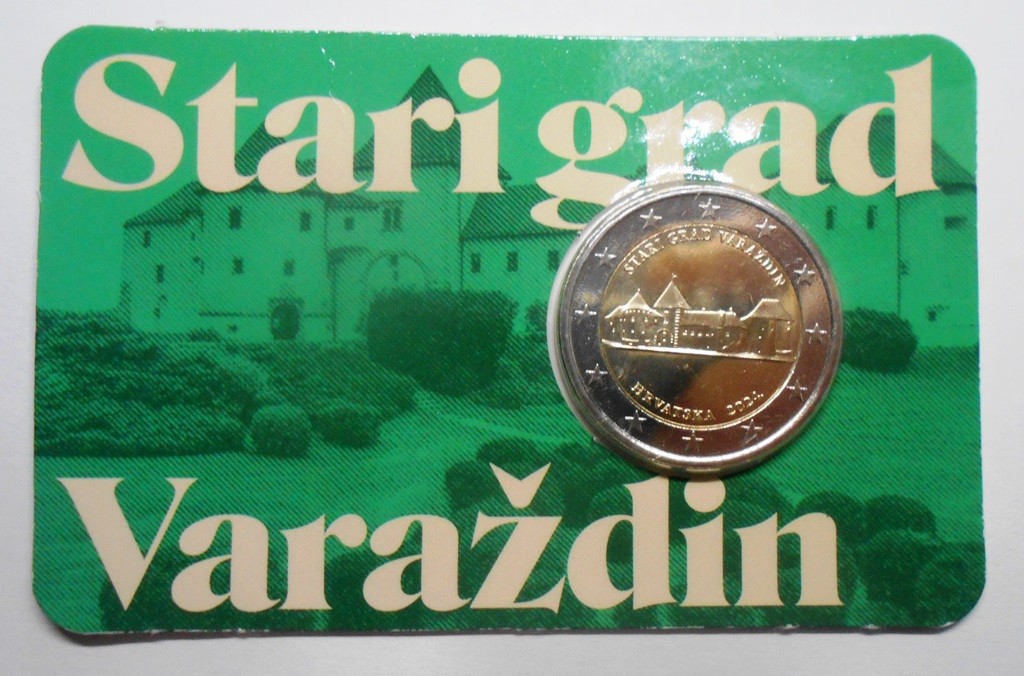 Stari grad
STARI GRAD VARAŽDIN
HRVATSKA 2024.
Varaždin